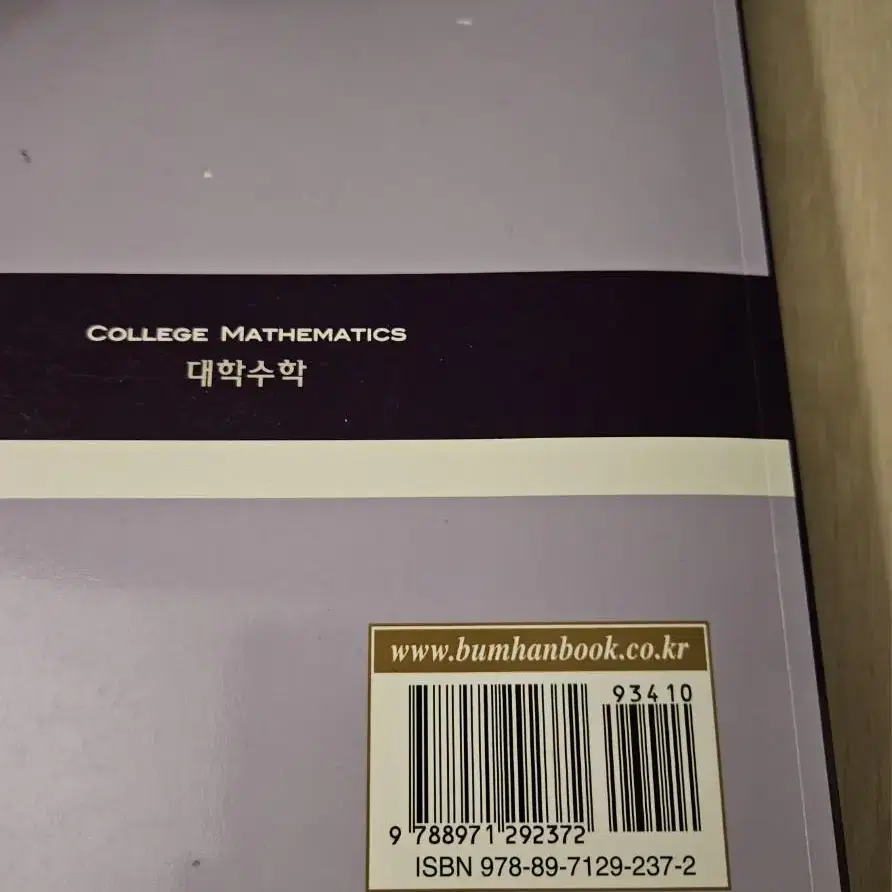 COLLEGE MATHEMATICS
대학수학
www.bumhanbook.co.kr
93410
9 788971 292372
ISBN 978-89-7129-237-2